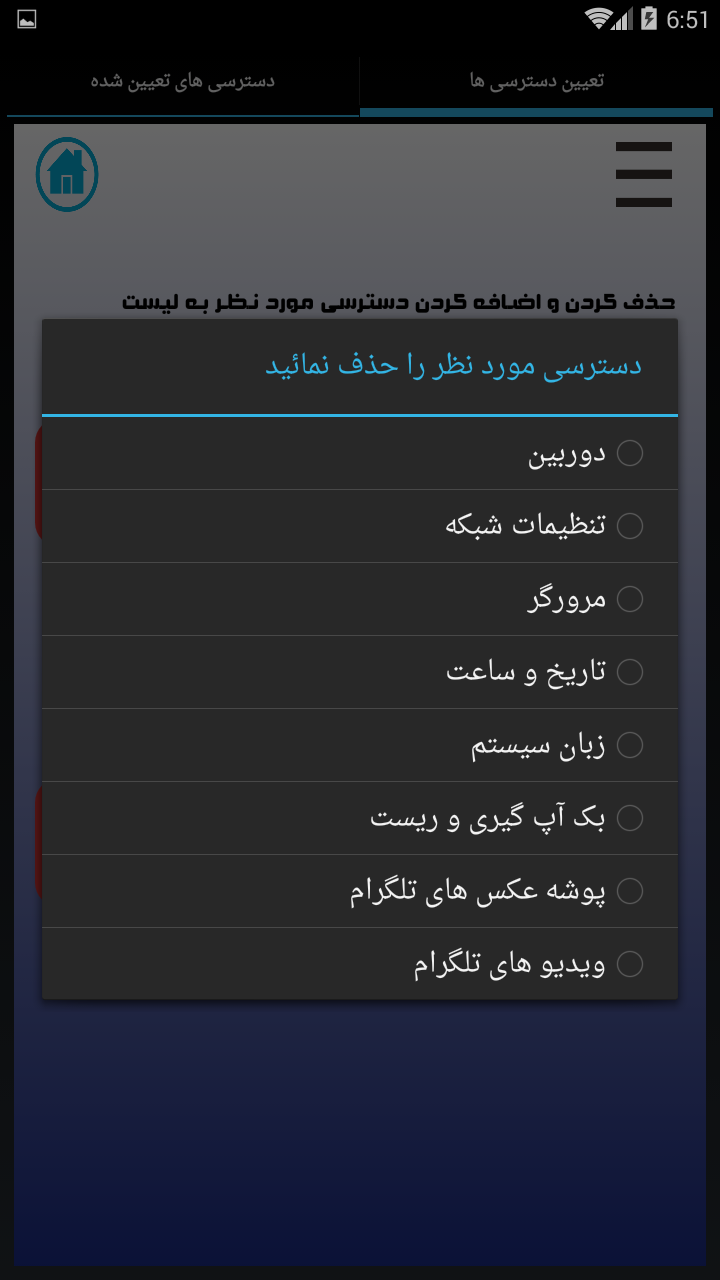 6:51
تعیین دسترسی ها
دسترسی های تعیین شده
حذف کردن و اضافه کردن دسترسی مورد نظر به لیست
دسترسی مورد نظر را حذف نمائید
دوربین
تنظیمات شبکه
مرورگر
تاریخ و ساعت
زبان سیستم
بک آپ گیری و ریست
پوشه عکس های تلگرام
ویدیو های تلگرام